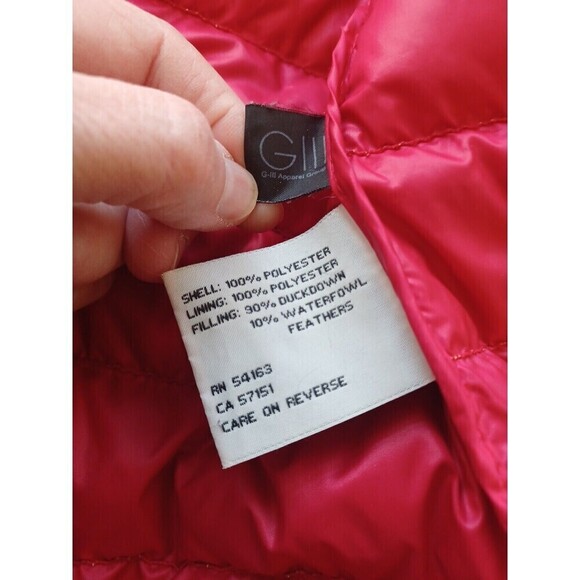 GIII
G-III Apparel Group
SHELL: 100% POLYESTER
LINING: 100% POLYESTER
FILLING: 90% DUCKDOWN
10% WATERFOWL
FEATHERS
RN 54163
CA 57151
CARE ON REVERSE